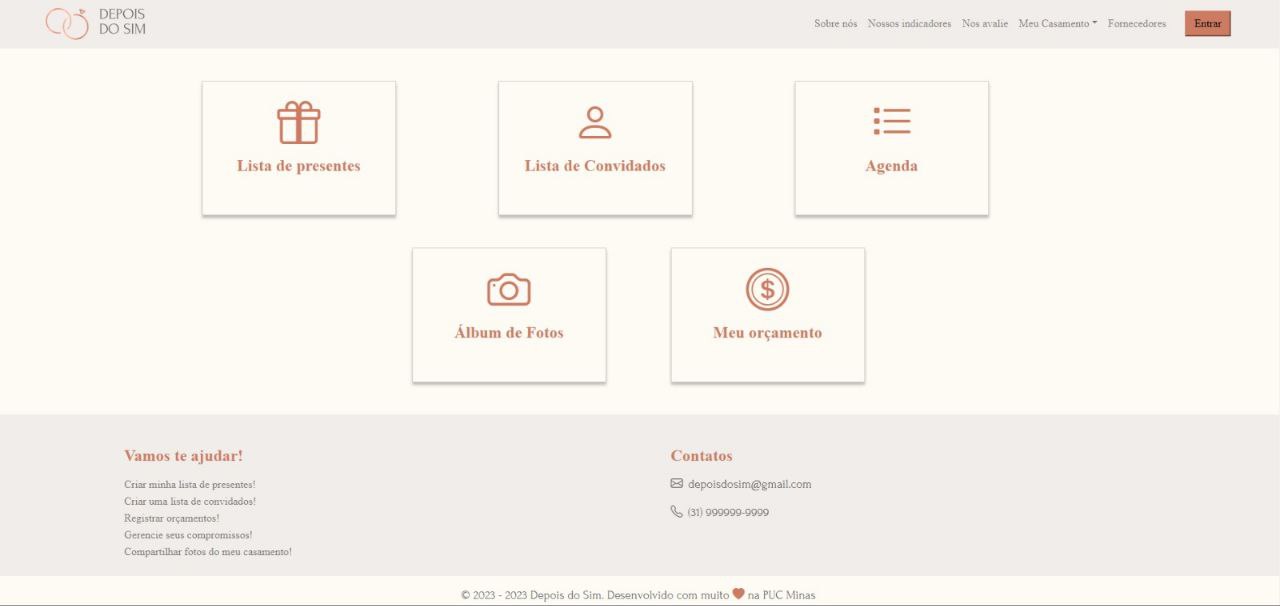 DEPOIS
DO SIM
Sobre nós Nossos indicadores Nos avalie Meu Casamento Fornecedores Entrar
Lista de presentes Lista de Convidados Agenda
Álbum de Fotos Meu orçamento
Vamos te ajudar!
Criar minha lista de presentes!
Criar uma lista de convidados!
Registrar orçamentos!
Gerencie seus compromissos!
Compartilhar fotos do meu casamento!
Contatos
depoisdosim@gmail.com
(31) 999999-9999
© 2023 - 2023 Depois do Sim. Desenvolvido com muito ❤ na PUC Minas